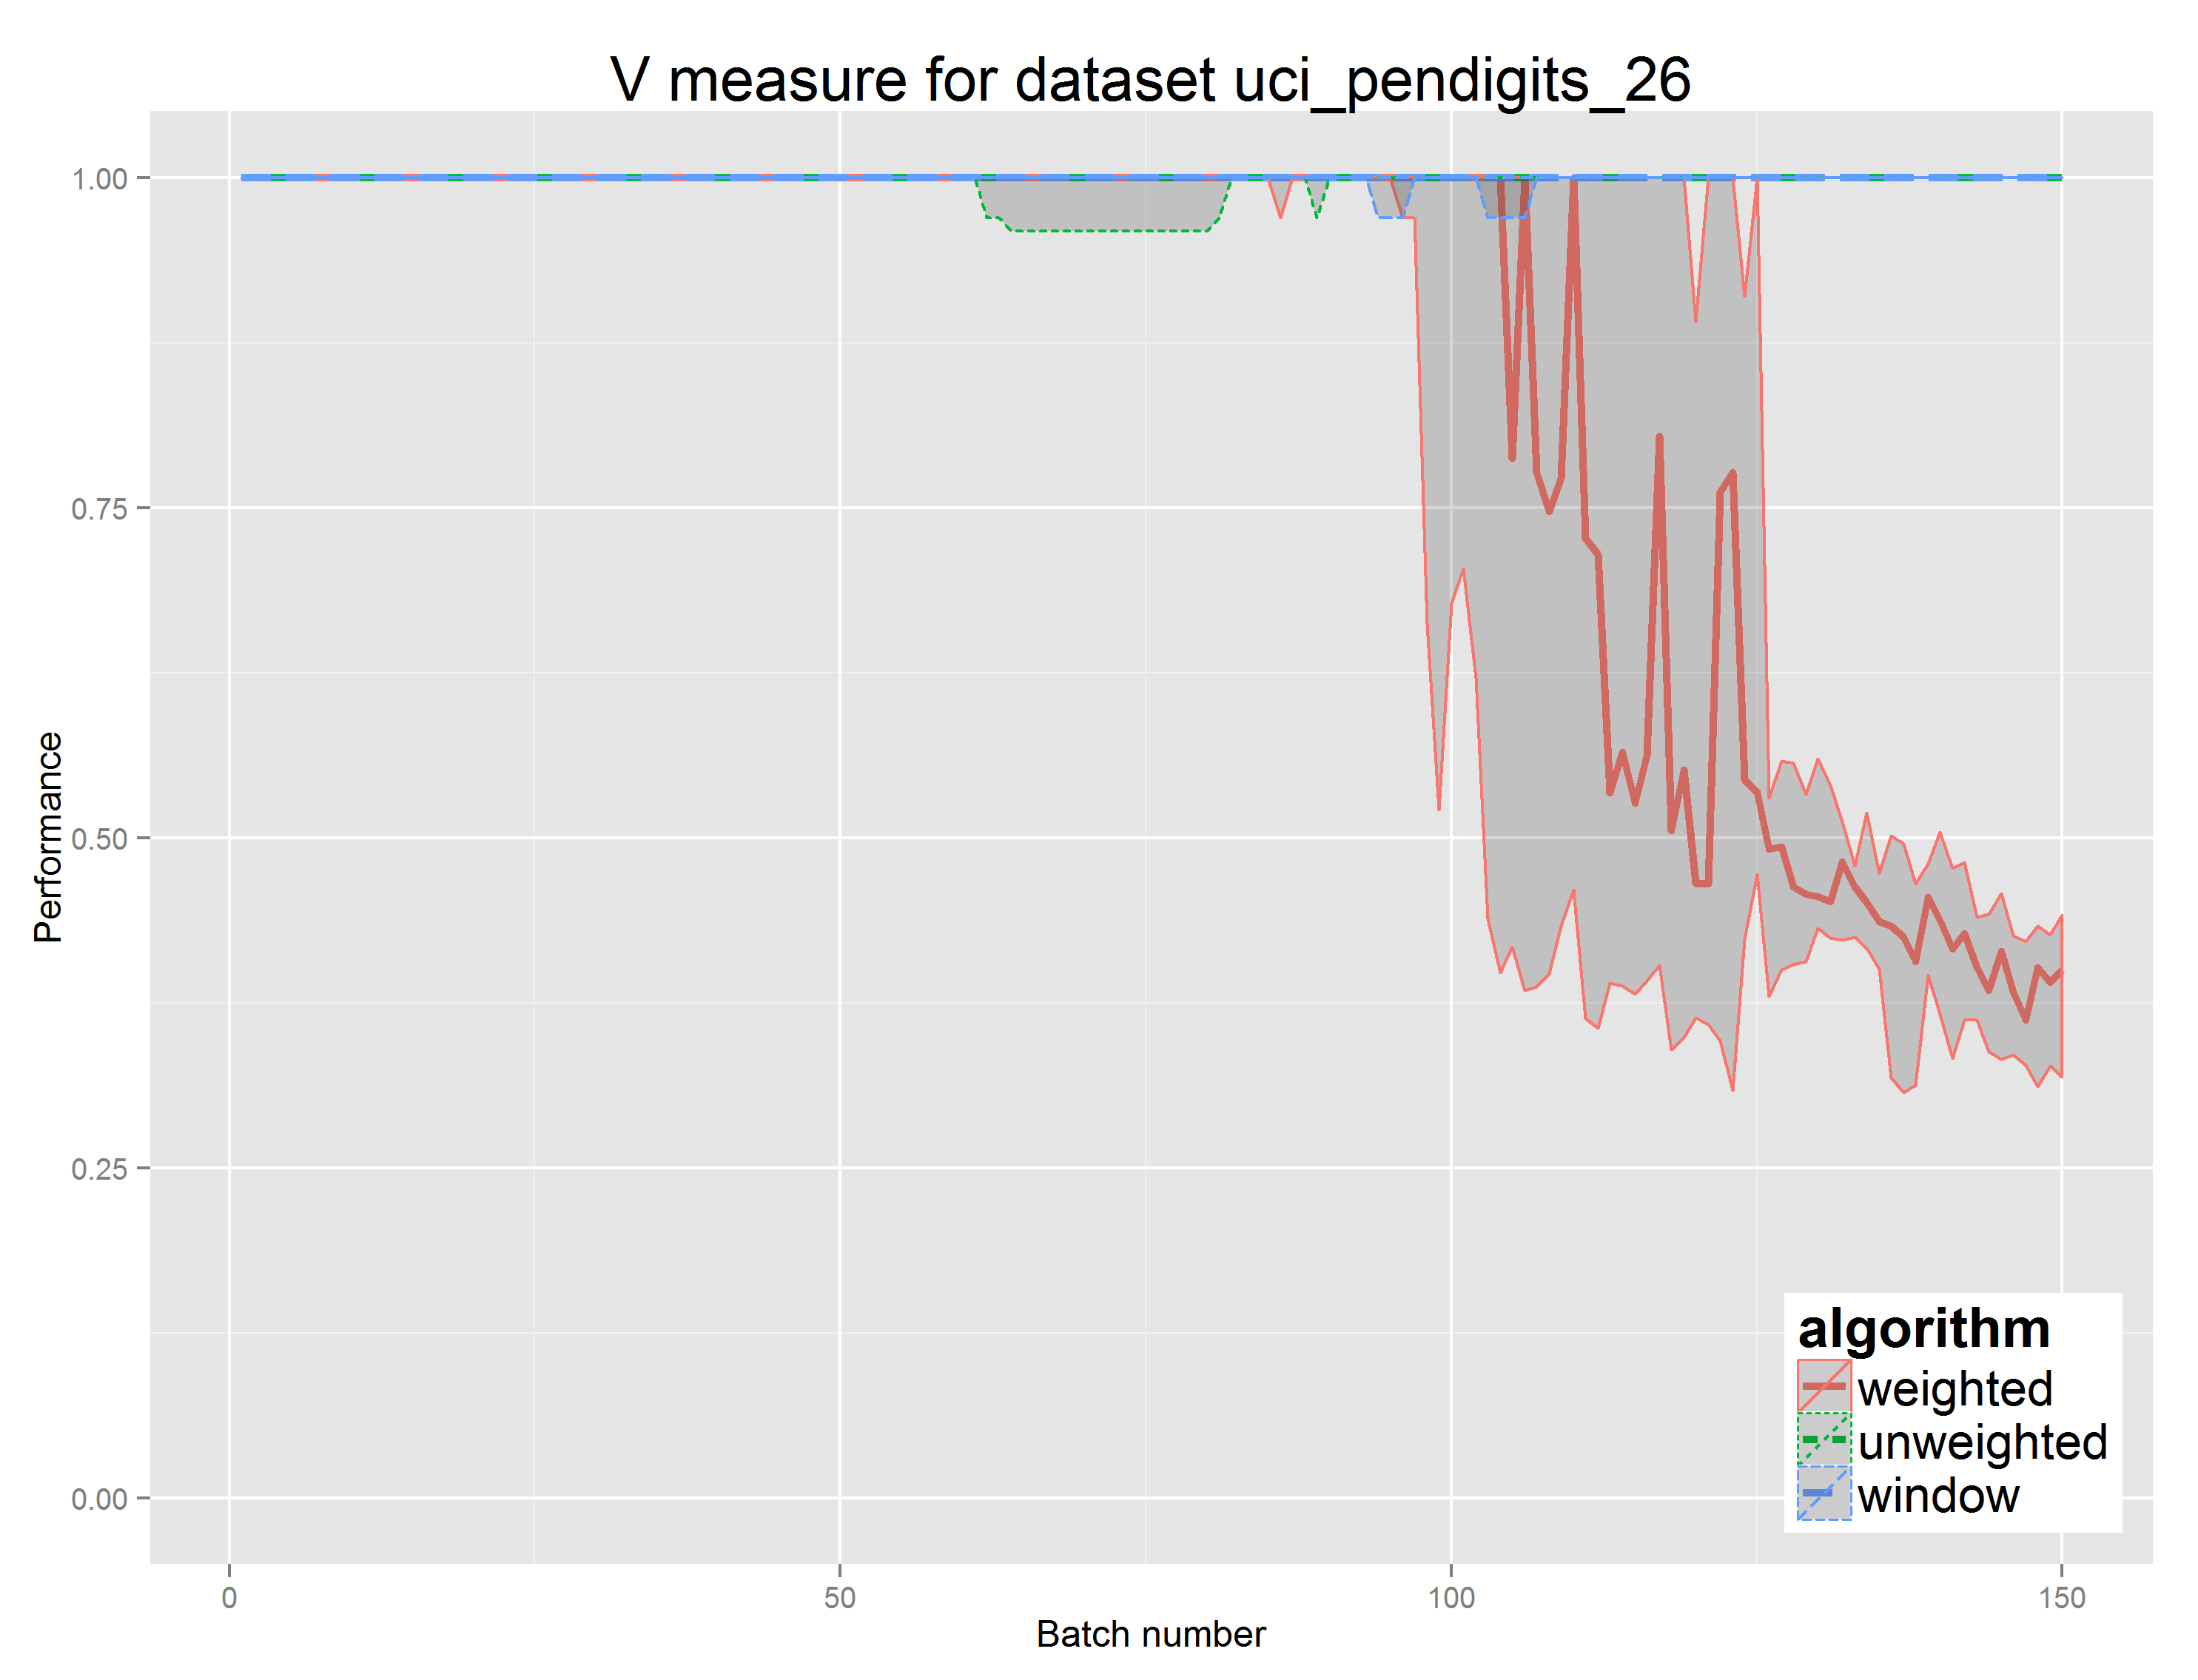 V measure for dataset uci_pendigits_26
1.00
0.75
0.50
0.25
0.00
Performance
0
50
100
150
Batch number
algorithm
weighted
unweighted
window